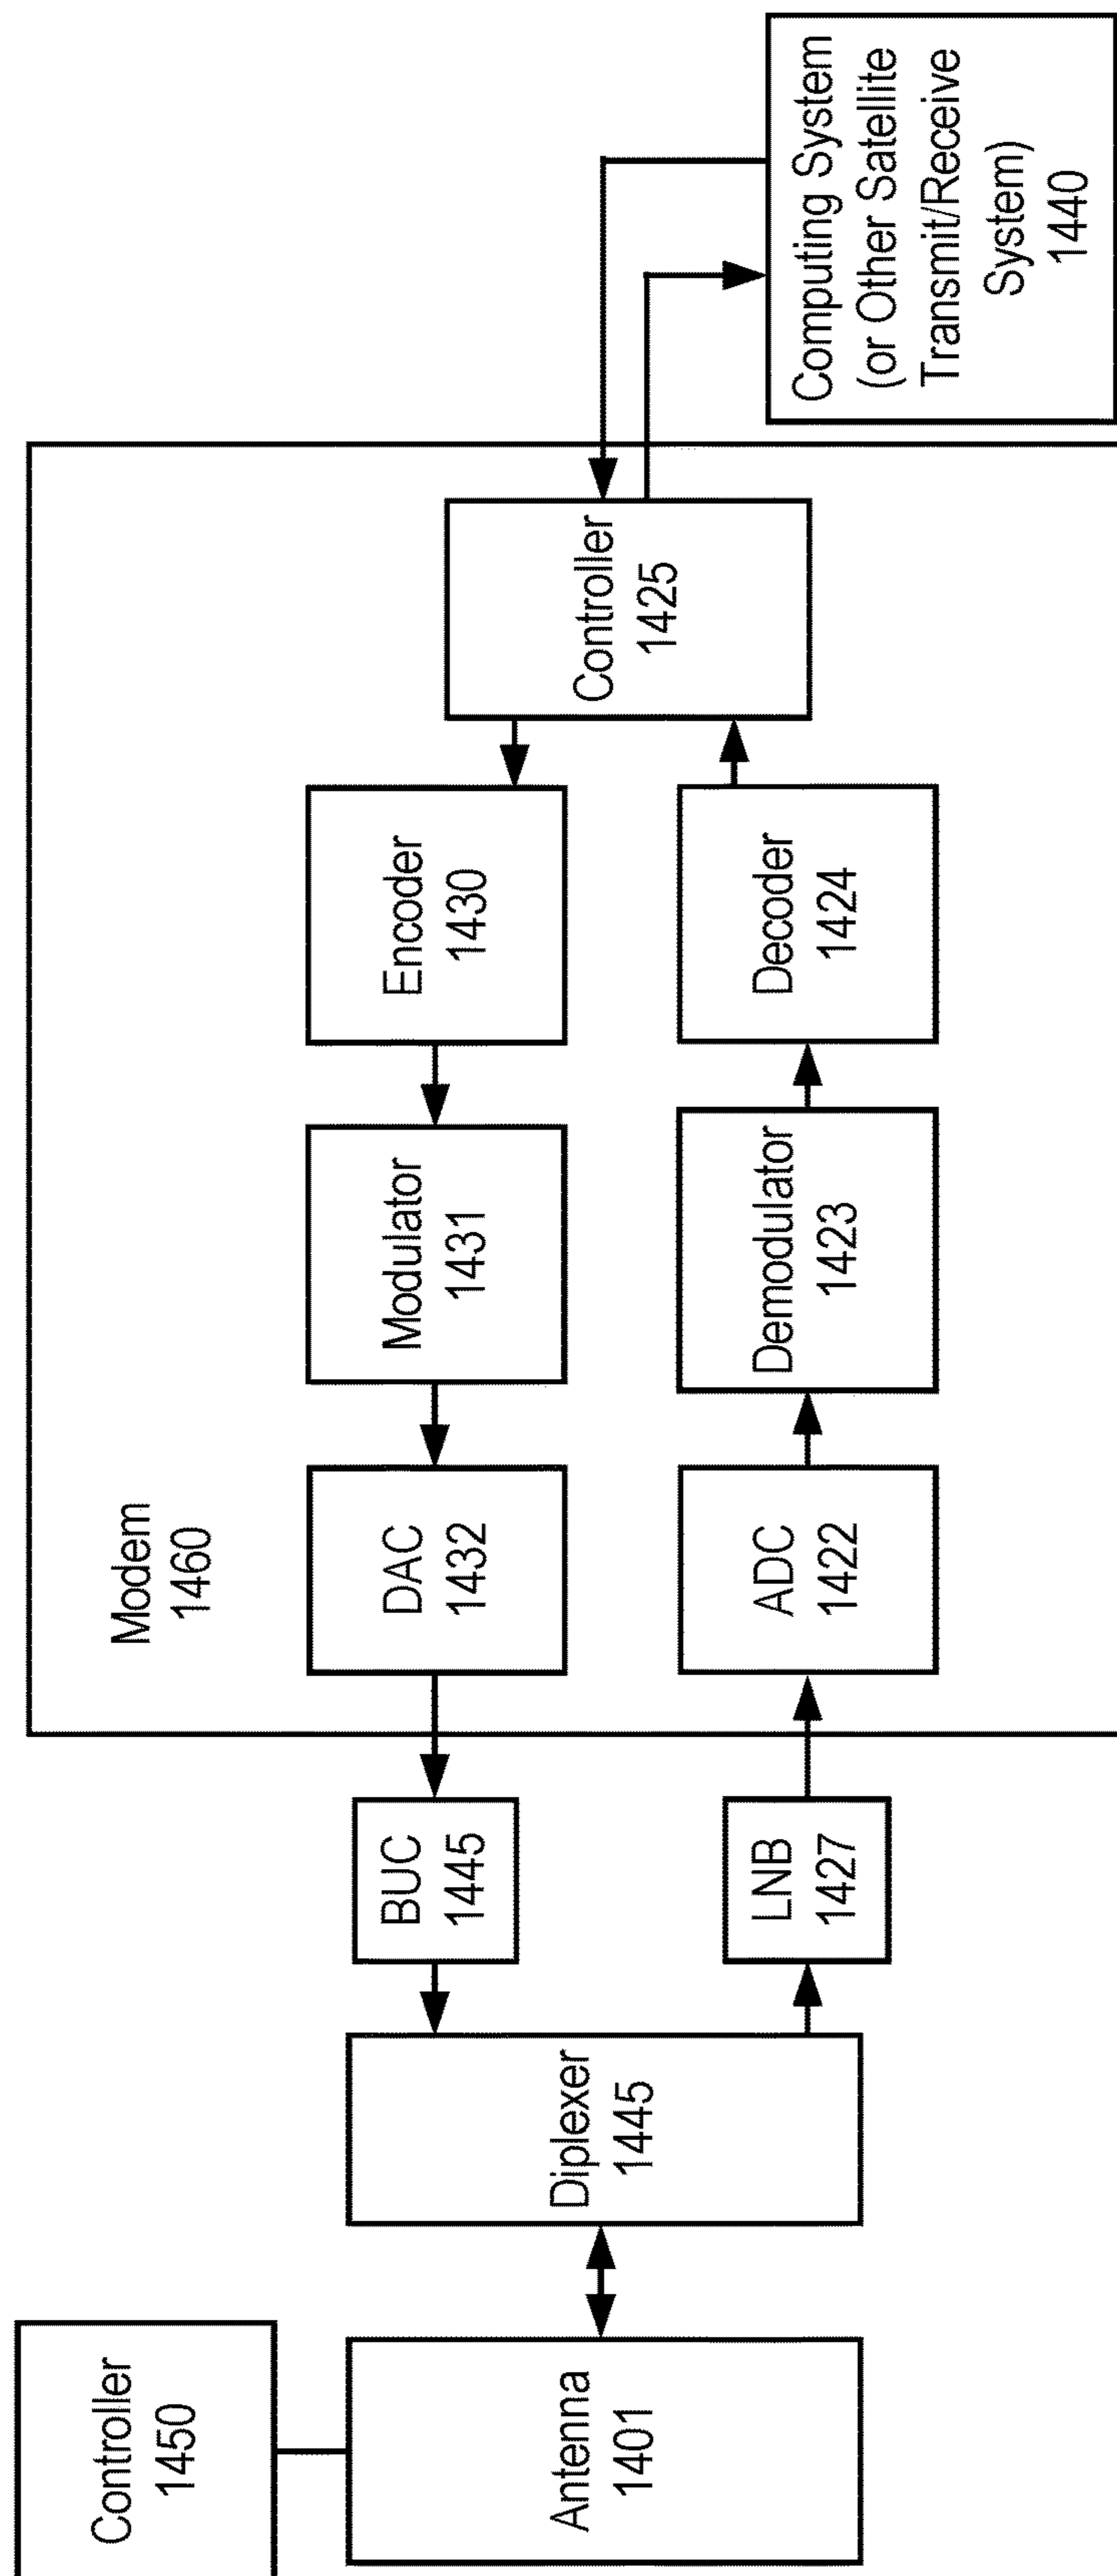 Controller
1450
Antenna
1401
Diplexer
1445
BUC
1445
LNB
1427
Modem
1460
DAC
1432
Modulator
1431
Encoder
1430
ADC
1422
Demodulator
1423
Decoder
1424
Controller
1425
Computing System
(or Other Satellite
Transmit/Receive
System)
1440